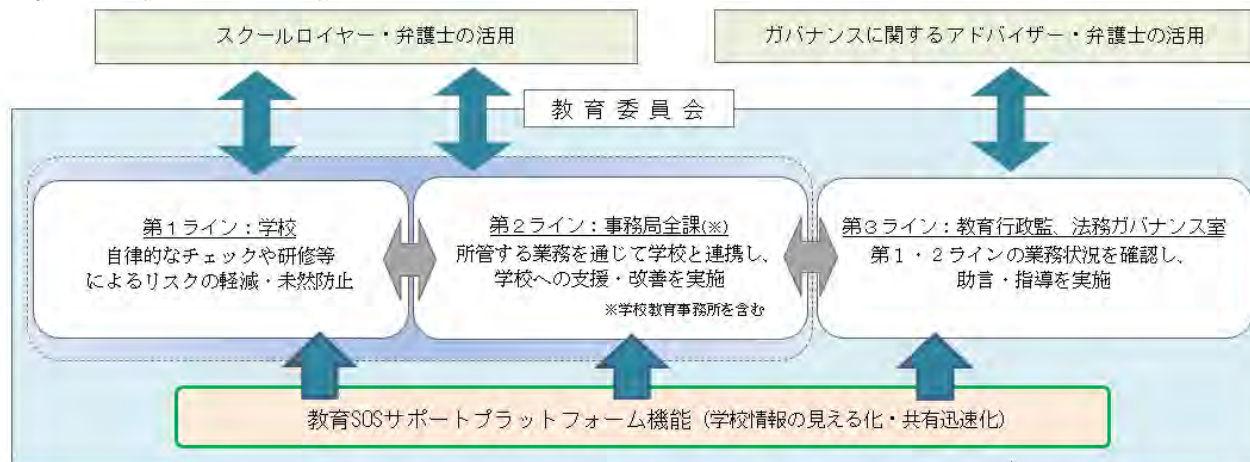 スクールロイヤー・弁護士の活用
ガバナンスに関するアドバイザー・弁護士の活用
教育委員会
第1ライン：学校
自律的なチェックや研修等
によるリスクの軽減・未然防止
第2ライン：事務局全課(※)
所管する業務を通じて学校と連携し、
学校への支援・改善を実施
※学校教育事務所を含む
第3ライン：教育行政監、法務ガバナンス室
第1・2ラインの業務状況を確認し、
助言・指導を実施
教育SOSサポートプラットフォーム機能（学校情報の見える化・共有迅速化）